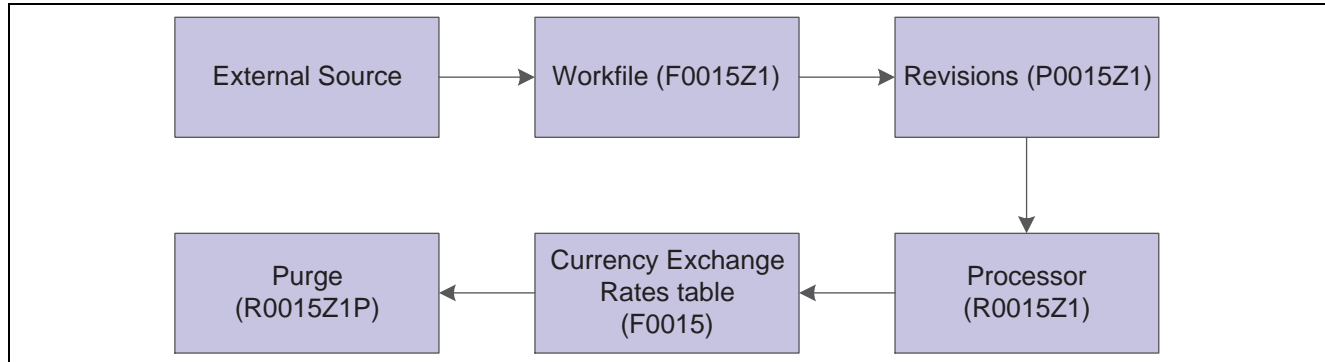 External Source
Workfile (F0015Z1)
Revisions (P0015Z1)
Purge
(R0015Z1P)
Currency Exchange
Rates table
(F0015)
Processor
(R0015Z1)